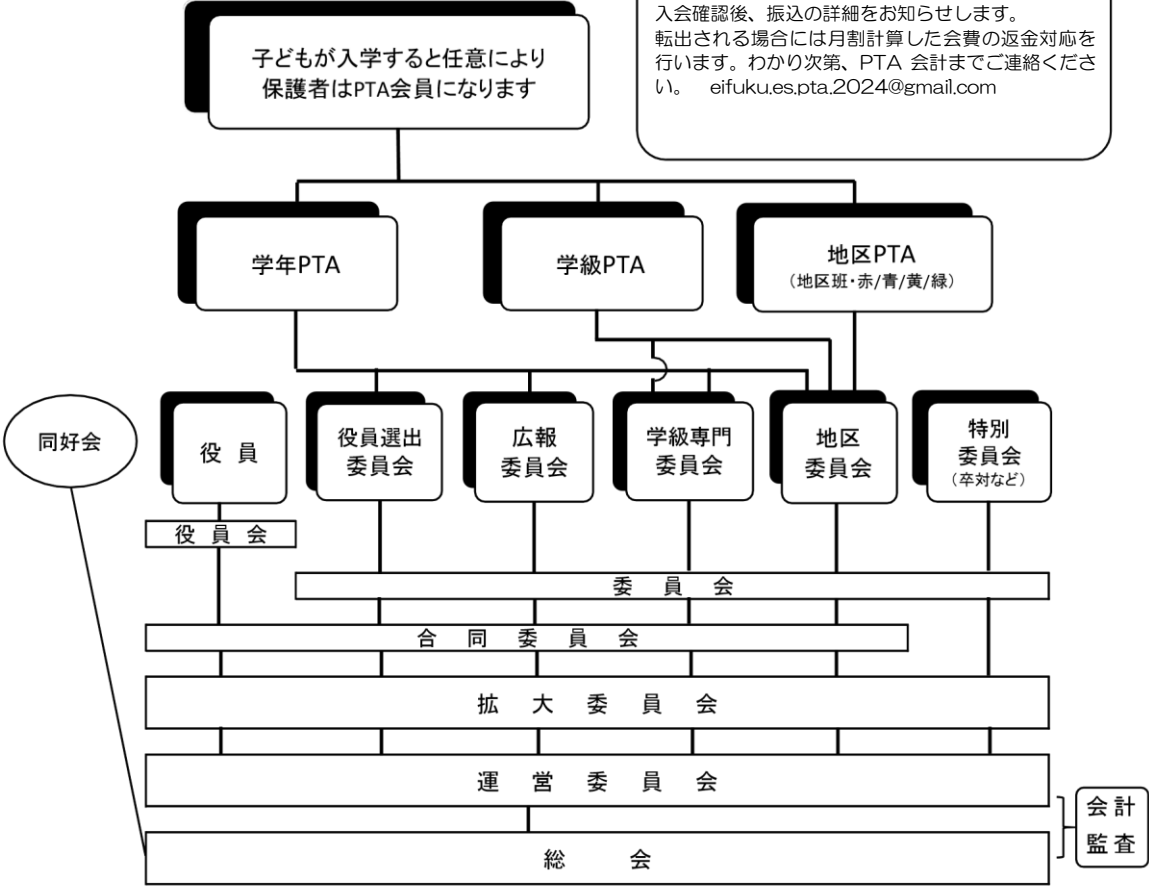 入会確認後、振込の詳細をお知らせします。
転出される場合には月割計算した会費の返金対応を
行います。わかり次第、PTA 会計までご連絡くださ
い。 eifuku.es.pta.2024@gmail.com
子どもが入学すると任意により
保護者はPTA会員になります
学年PTA
学級PTA
地区PTA
（地区班・赤/青/黄/緑）
同好会
役 員
役員選出
委員会
広報
委員会
学級専門
委員会
地区
委員会
特別
委員会
（卒対など）
役 員 会
委 員 会
合 同 委 員 会
拡 大 委 員 会
運 営 委 員 会
総 会
会計
監査